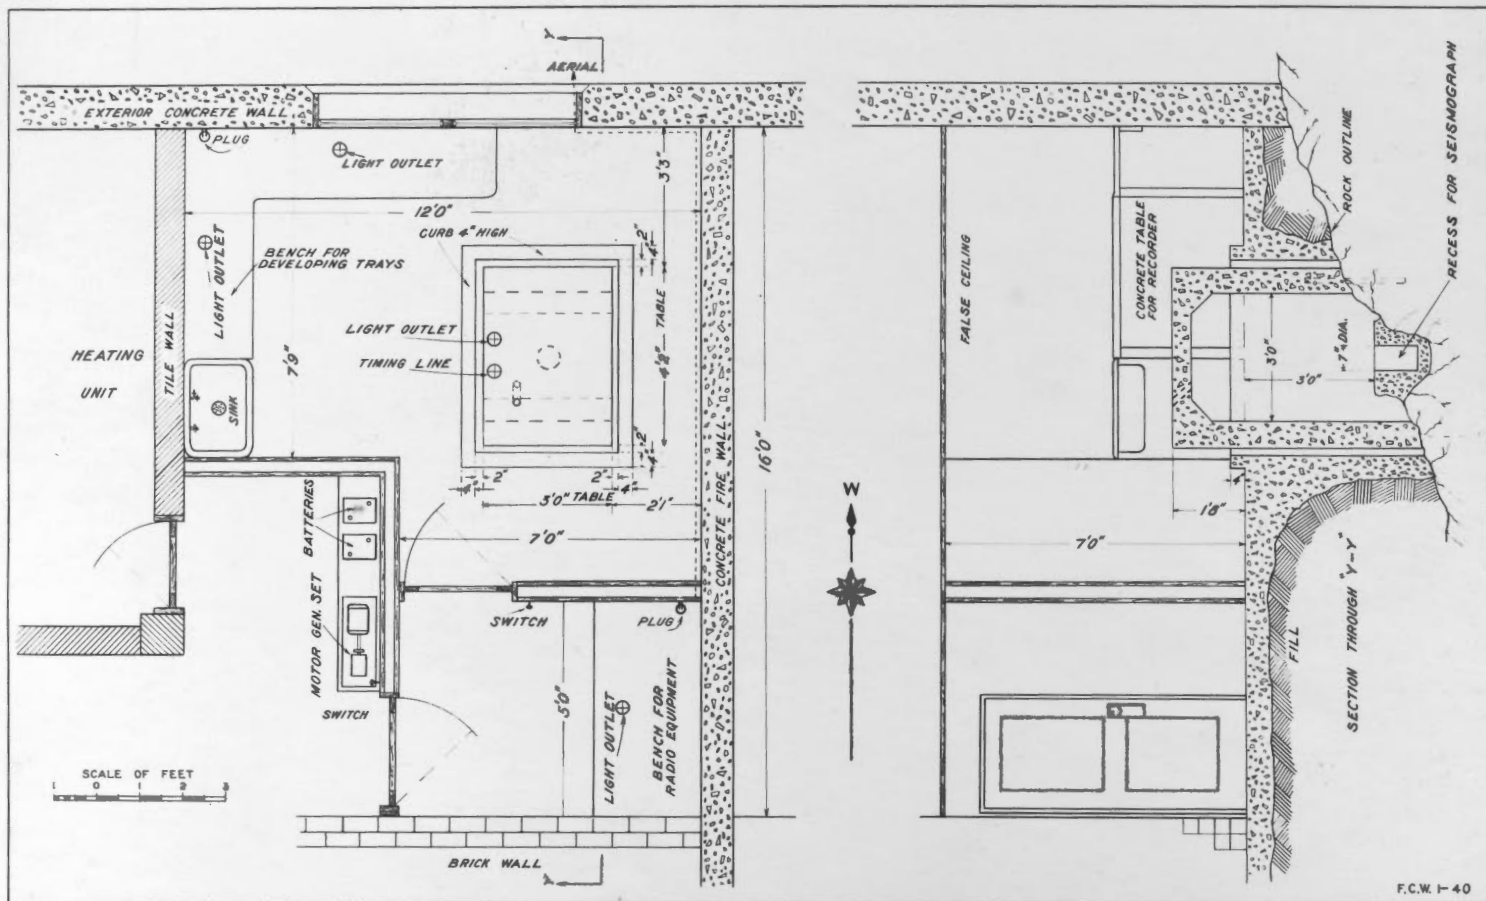 Y
AERIAL
EXTERIOR CONCRETE WALL
PLUG
LIGHT OUTLET
3'3"
12'0"
CURB 4" HIGH
2"
4"
LIGHT OUTLET
BENCH FOR
DEVELOPING TRAYS
TILE WALL
HEATING
UNIT
7'9"
LIGHT OUTLET
TIMING LINE
TABLE
SINK
2"
4"
4"
2"
2"
4"
3'0" TABLE
2'1"
CONCRETE FIRE WALL
16'0"
7'0"
BATTERIES
MOTOR GEN. SET
SWITCH
SWITCH
PLUG
5'0"
LIGHT OUTLET
BENCH FOR
RADIO EQUIPMENT
SCALE OF FEET
1 0 1 2 3
BRICK WALL
Y
W
FALSE CEILING
CONCRETE TABLE
FOR RECORDER
ROCK OUTLINE
RECESS FOR SEISMOGRAPH
3'0"
7" DIA.
3'0"
4"
1'8"
7'0"
FILL
SECTION THROUGH "Y-Y"
F.C.W. 1-40